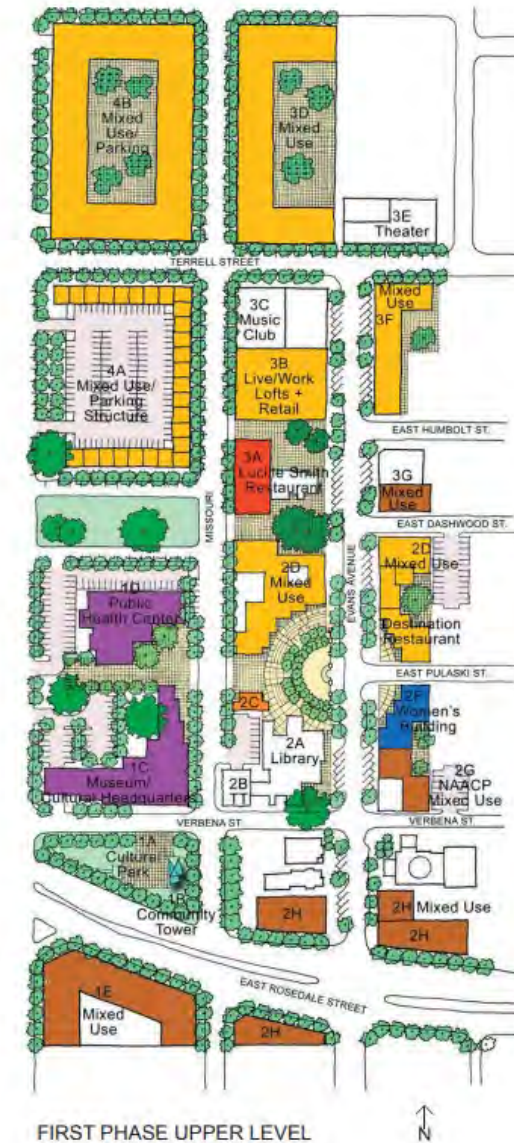 4B
Mixed
Use/
Parking
3D
Mixed
Use
3E
Theater
TERRELL STREET
3C
Music
Club
Mixed
Use
3F
4A
Mixed Use/
Parking
Structure
3B
Live/Work
Lofts +
Retail
EAST HUMBOLT ST.
3A
Lucille Smith
Restaurant
3G
Mixed
Use
MISSOURI
EAST DASHWOOD ST.
EVANS AVENUE
1D
Public
Health Center
2D
Mixed
Use
2D
Mixed Use
Destination
Restaurant
EAST PULASKI ST.
2C
2F
Women's
Building
2A
Library
2B
1C
Museum/
Cultural Headquarters
2G
NAACP
Mixed Use
VERBENA ST.
VERBENA ST.
1A
Cultural
Park
1B
Community
Tower
2H
2H Mixed Use
2H
EAST ROSEDALE STREET
1E
Mixed
Use
2H
FIRST PHASE UPPER LEVEL
N